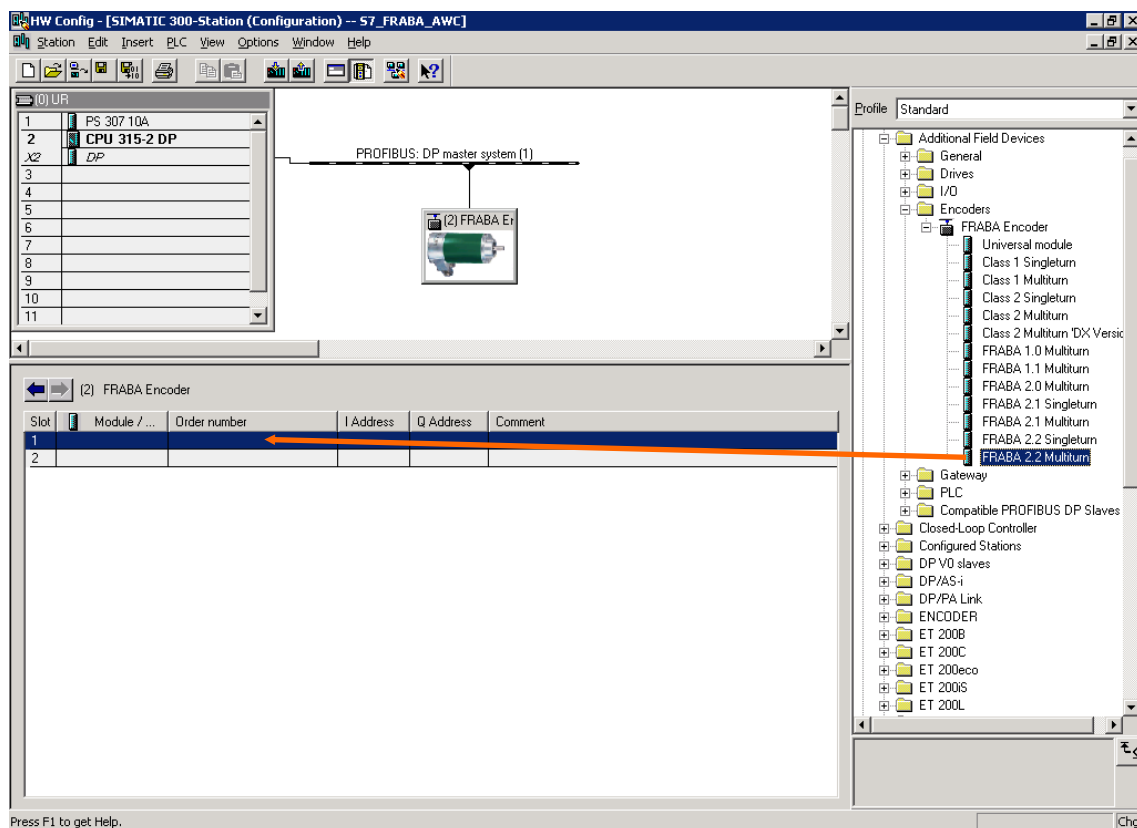 HW Config - [SIMATIC 300-Station (Configuration) -- S7_FRABA_AWC]
Station Edit Insert PLC View Options Window Help
(0) UR
1 PS 307 10A
2 CPU 315-2 DP
X2 DP
3
4
5
6
7
8
9
10
11
PROFIBUS: DP master system (1)
(2) FRABA Er
(2) FRABA Encoder
Slot Module / ... Order number I Address Q Address Comment
1
2
Profile Standard
Additional Field Devices
General
Drives
I/O
Encoders
FRABA Encoder
Universal module
Class 1 Singleturn
Class 1 Multiturn
Class 2 Singleturn
Class 2 Multiturn
Class 2 Multiturn 'DX Versic
FRABA 1.0 Multiturn
FRABA 1.1 Multiturn
FRABA 2.0 Multiturn
FRABA 2.1 Singleturn
FRABA 2.1 Multiturn
FRABA 2.2 Singleturn
FRABA 2.2 Multiturn
Gateway
PLC
Compatible PROFIBUS DP Slaves
Closed-Loop Controller
Configured Stations
DP V0 slaves
DP/AS-i
DP/PA Link
ENCODER
ET 200B
ET 200C
ET 200eco
ET 200iS
ET 200L
Press F1 to get Help.
Chg